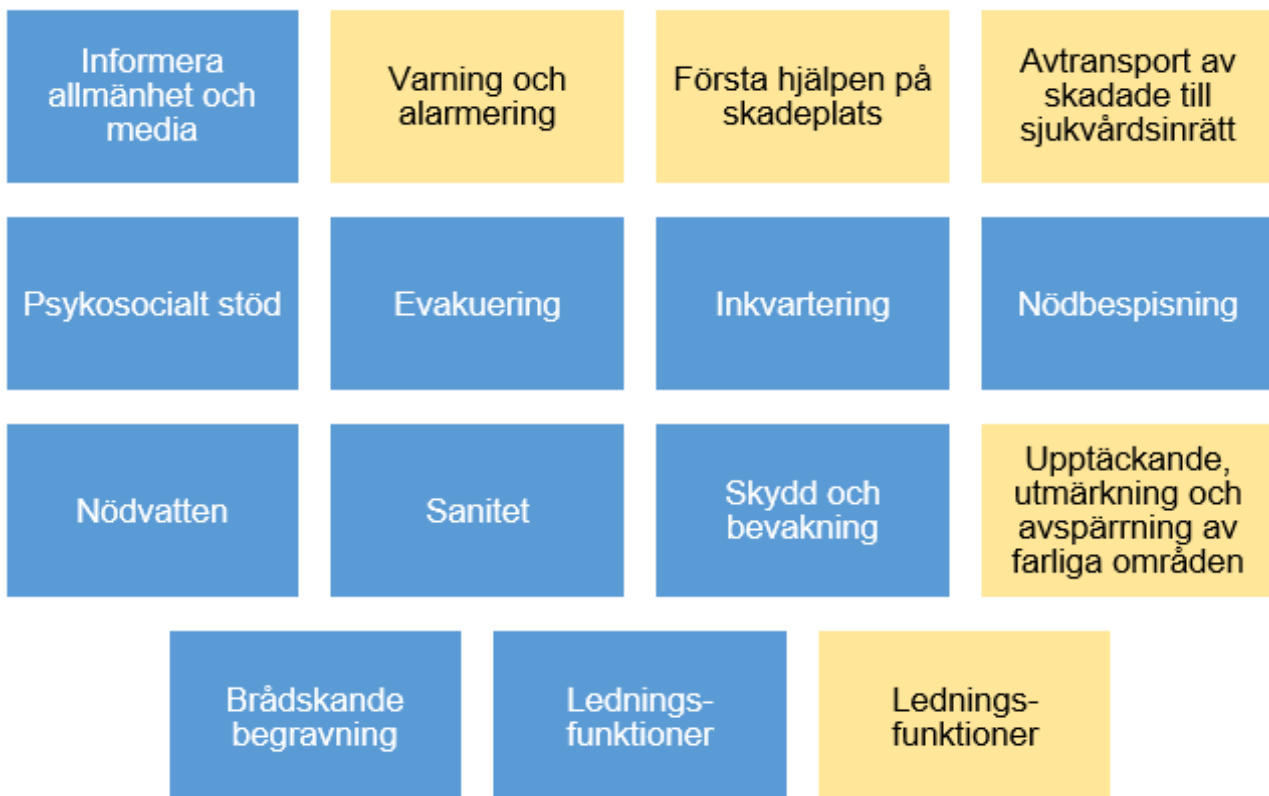 Informera
allmänhet och
media
Varning och
alarmering
Första hjälpen på
skadeplats
Avtransport av
skadade till
sjukvårdsinrätt
Psykosocialt stöd
Evakuering
Inkvartering
Nödbespisning
Nödvatten
Sanitet
Skydd och
bevakning
Upptäckande,
utmärkning och
avspärrning av
farliga områden
Brådskande
begravning
Lednings-
funktioner
Lednings-
funktioner